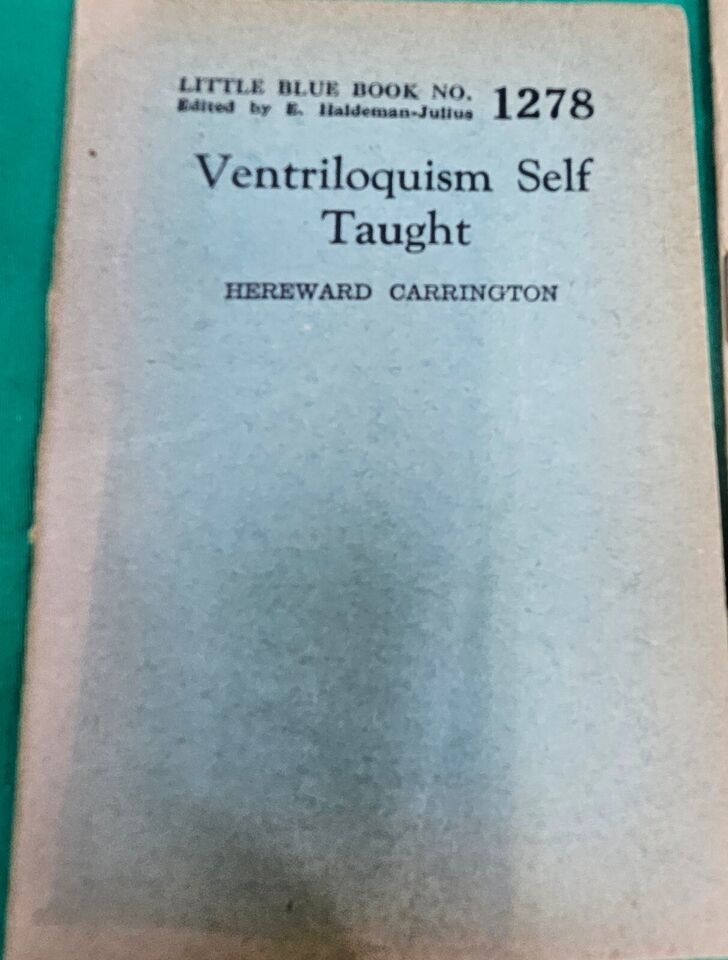 LITTLE BLUE BOOK NO. 1278
Edited by E. Haldeman-Julius
Ventriloquism Self
Taught
HEREWARD CARRINGTON